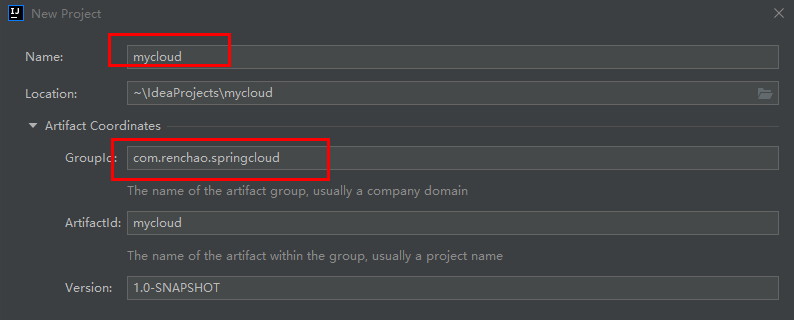 IJ New Project
Name: mycloud
Location: ~\IdeaProjects\mycloud
Artifact Coordinates
GroupId: com.renchao.springcloud
The name of the artifact group, usually a company domain
ArtifactId: mycloud
The name of the artifact within the group, usually a project name
Version: 1.0-SNAPSHOT